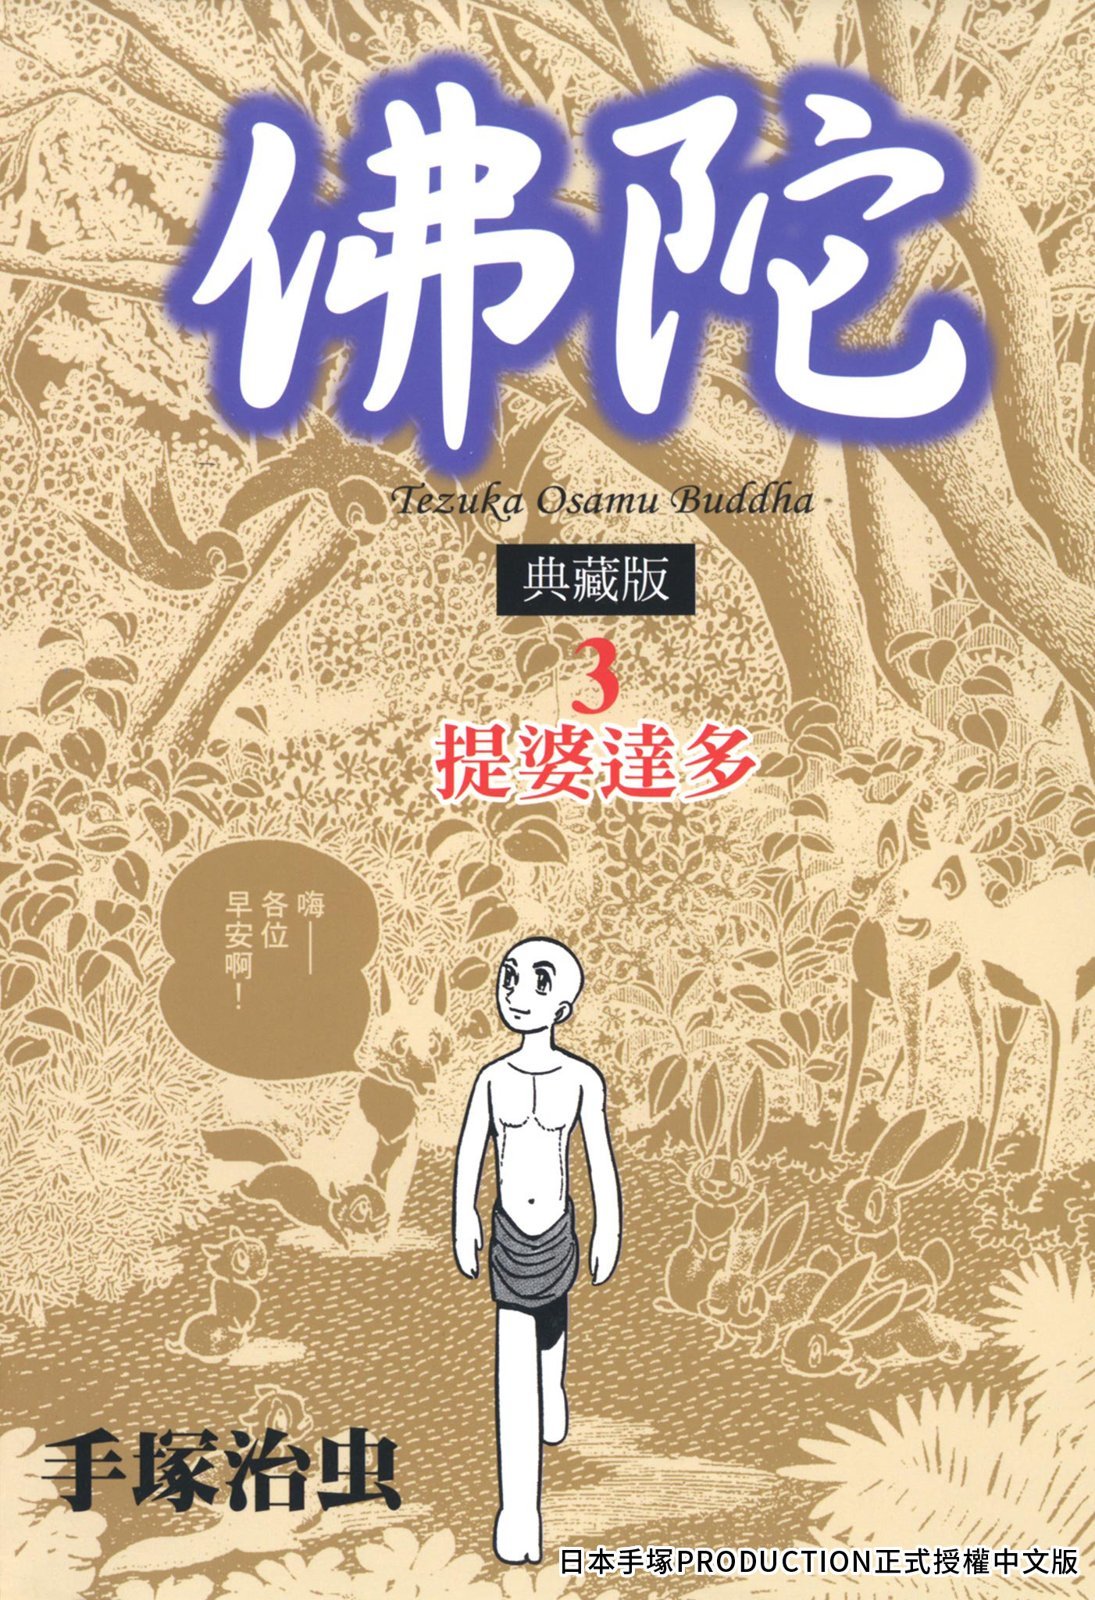 佛陀
Tezuka Osamu Buddha
典藏版
3
提婆達多
嗨——
各位
早安啊！
手塚治虫
日本手塚PRODUCTION正式授權中文版